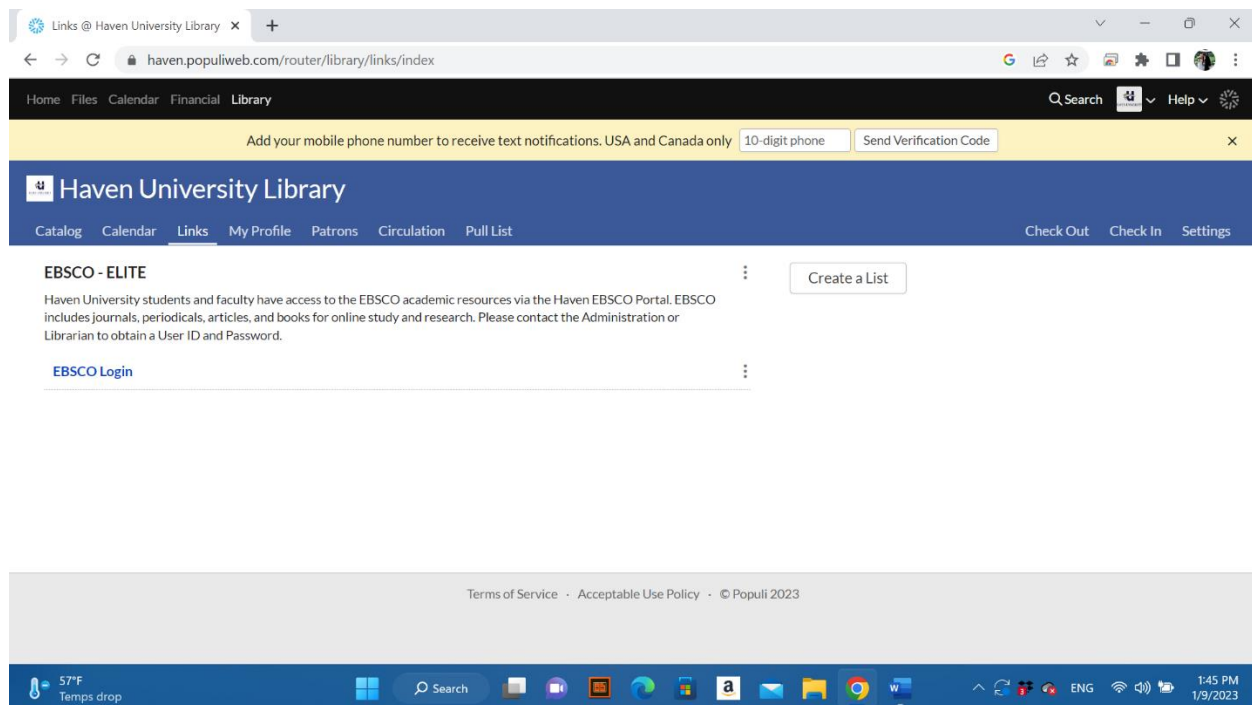 Links @ Haven University Library
haven.populiweb.com/router/library/links/index
Home Files Calendar Financial Library Search Help
Add your mobile phone number to receive text notifications. USA and Canada only 10-digit phone Send Verification Code
Haven University Library
Catalog Calendar Links My Profile Patrons Circulation Pull List Check Out Check In Settings
EBSCO - ELITE
Create a List
Haven University students and faculty have access to the EBSCO academic resources via the Haven EBSCO Portal. EBSCO
includes journals, periodicals, articles, and books for online study and research. Please contact the Administration or
Librarian to obtain a User ID and Password.
EBSCO Login
Terms of Service · Acceptable Use Policy · © Populi 2023
57°F
Temps drop
Search
ENG
1:45 PM
1/9/2023